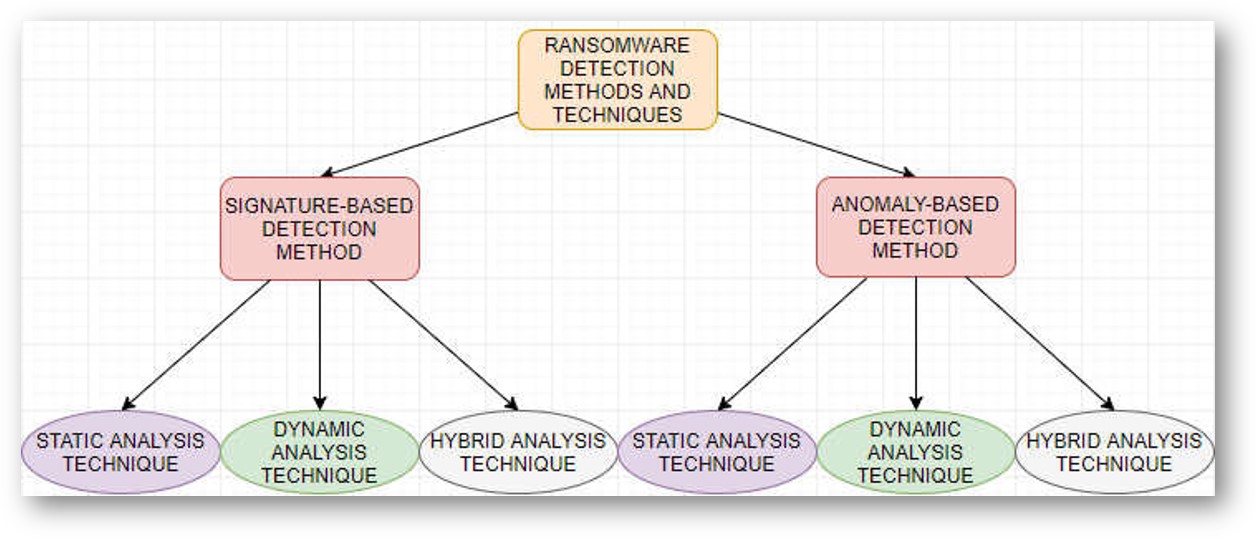 RANSOMWARE
DETECTION
METHODS AND
TECHNIQUES
SIGNATURE-BASED
DETECTION
METHOD
ANOMALY-BASED
DETECTION
METHOD
STATIC ANALYSIS
TECHNIQUE
DYNAMIC
ANALYSIS
TECHNIQUE
HYBRID ANALYSIS
TECHNIQUE
STATIC ANALYSIS
TECHNIQUE
DYNAMIC
ANALYSIS
TECHNIQUE
HYBRID ANALYSIS
TECHNIQUE